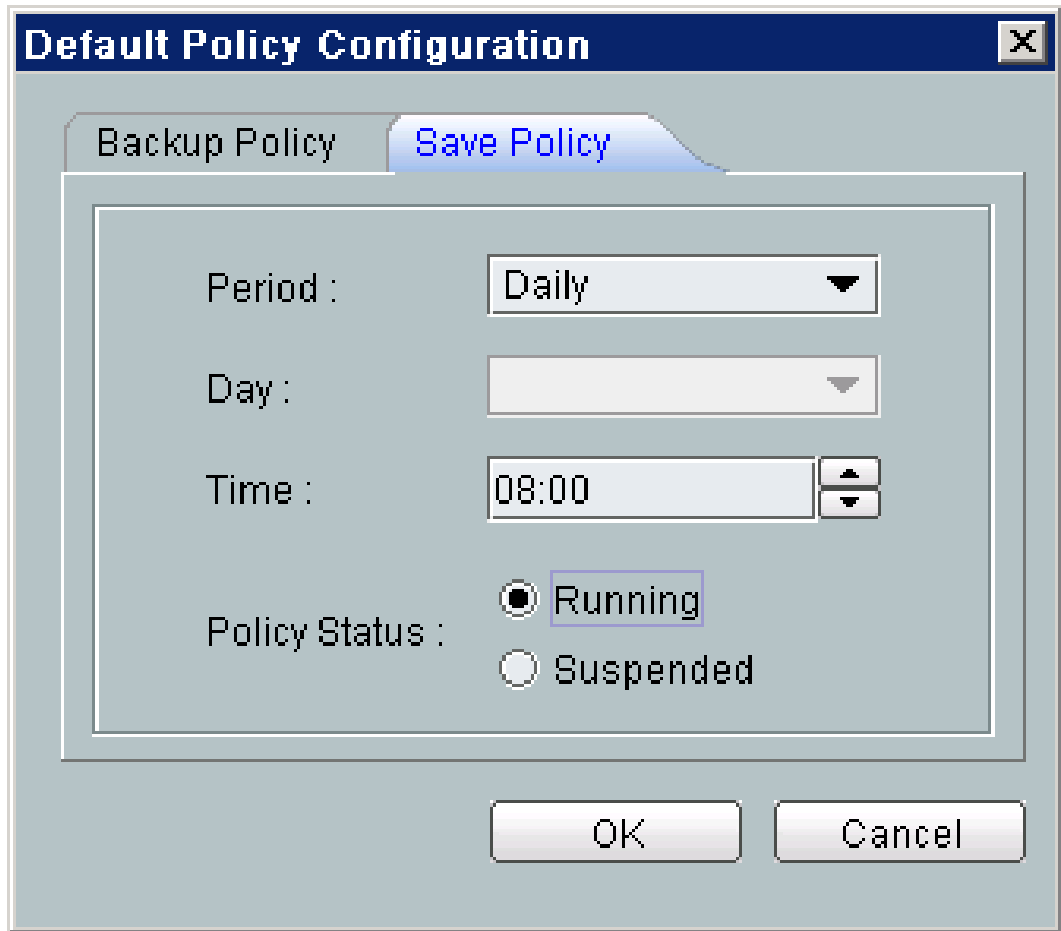 Default Policy Configuration
Backup Policy Save Policy
Period : Daily
Day :
Time : 08:00
Policy Status : Running
Suspended
OK Cancel